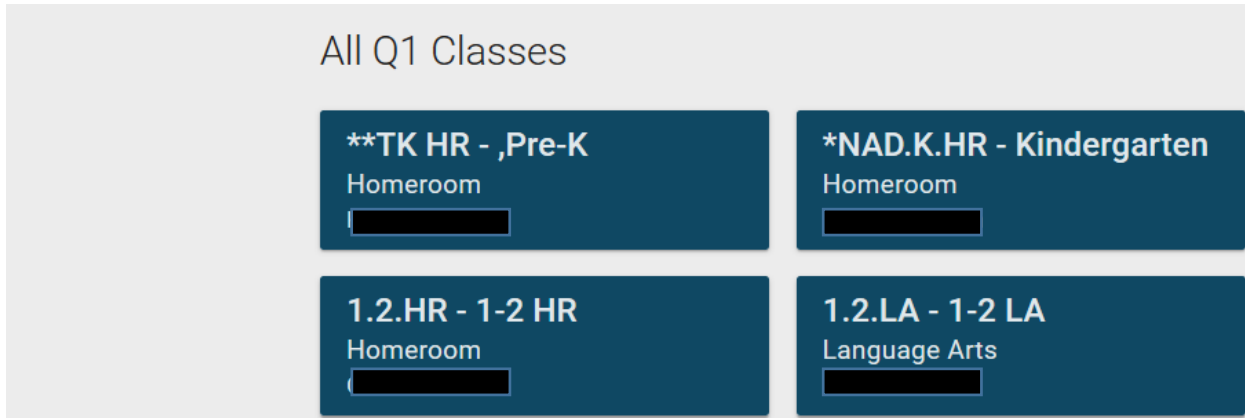 All Q1 Classes
**TK HR - ,Pre-K
Homeroom
*NAD.K.HR - Kindergarten
Homeroom
1.2.HR - 1-2 HR
Homeroom
1.2.LA - 1-2 LA
Language Arts